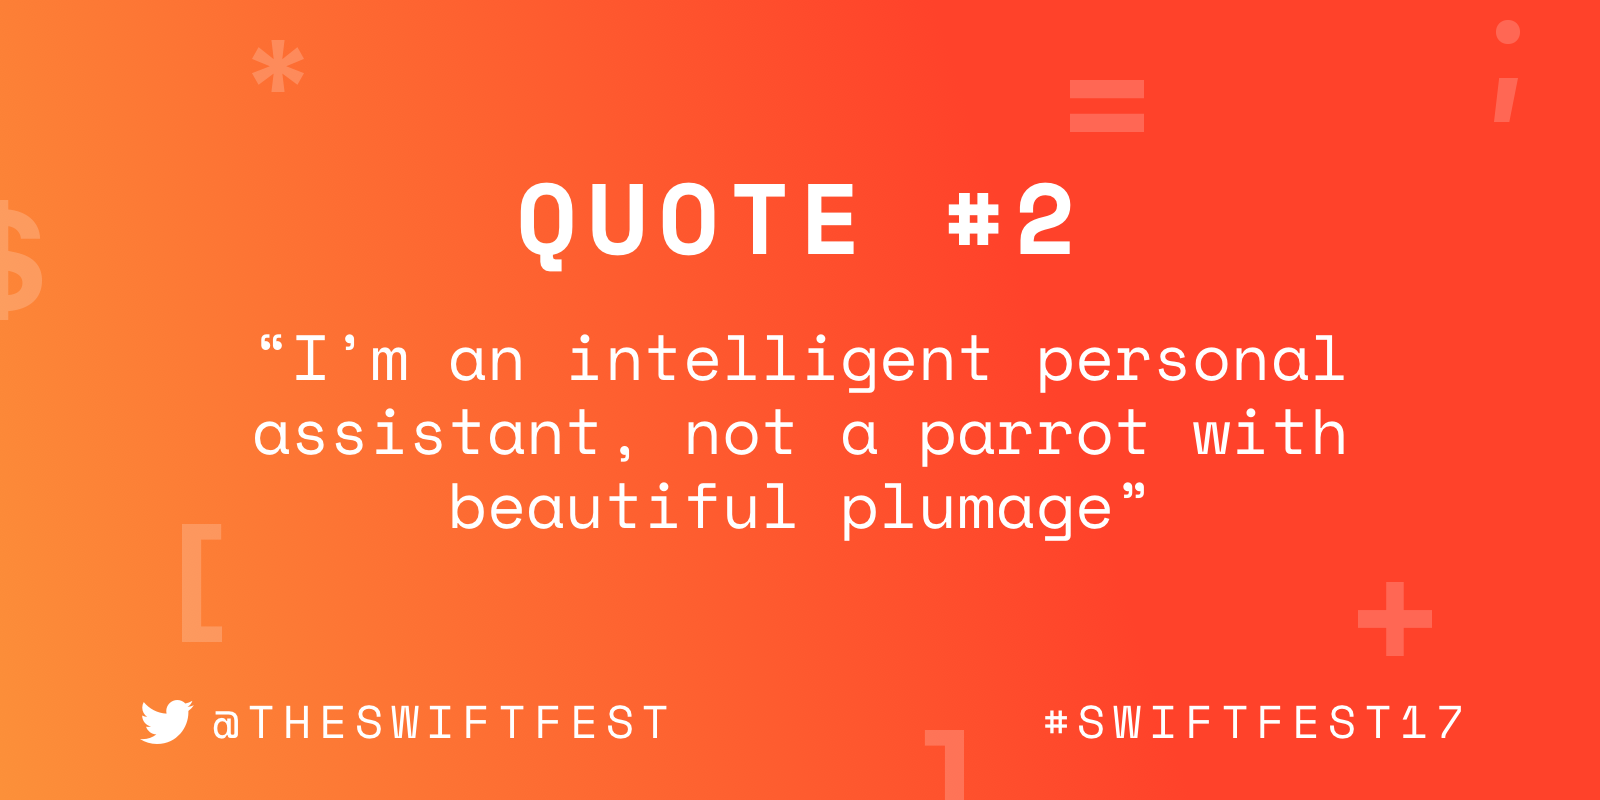 QUOTE #2
“I’m an intelligent personal
assistant, not a parrot with
beautiful plumage”
@THESWIFTFEST
#SWIFTFEST17
*
=
;
$
[
+
]